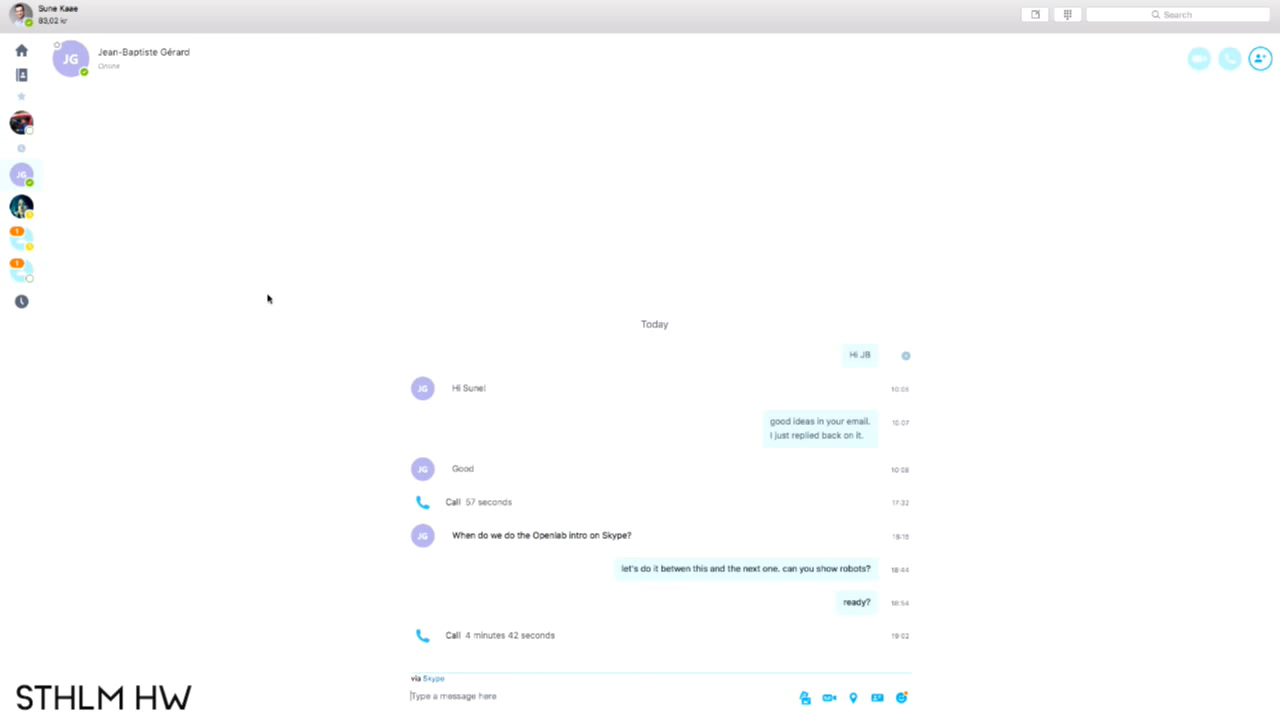 Sune Kaae
83,02 kr
Search
JG
Jean-Baptiste Gérard
Online
JG
1
1
Today
Hi JB
JG
Hi Sune!
10:05
good ideas in your email.
I just replied back on it.
10:07
JG
Good
10:08
Call 57 seconds
17:32
JG
When do we do the Openlab intro on Skype?
let's do it betwen this and the next one. can you show robots?
18:44
ready?
18:54
Call 4 minutes 42 seconds
19:02
via Skype
Type a message here
STHLM HW